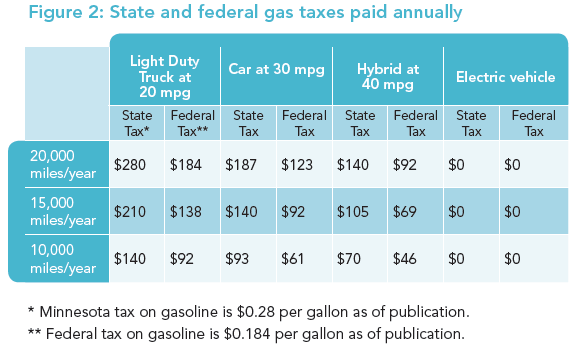 Figure 2: State and federal gas taxes paid annually
Light Duty
Truck at
20 mpg
Car at 30 mpg
Hybrid at
40 mpg
Electric vehicle
State
Tax*
Federal
Tax**
State
Tax
Federal
Tax
State
Tax
Federal
Tax
State
Tax
Federal
Tax
20,000
miles/year
$280 $184 $187 $123 $140 $92 $0 $0
15,000
miles/year
$210 $138 $140 $92 $105 $69 $0 $0
10,000
miles/year
$140 $92 $93 $61 $70 $46 $0 $0
* Minnesota tax on gasoline is $0.28 per gallon as of publication.
** Federal tax on gasoline is $0.184 per gallon as of publication.